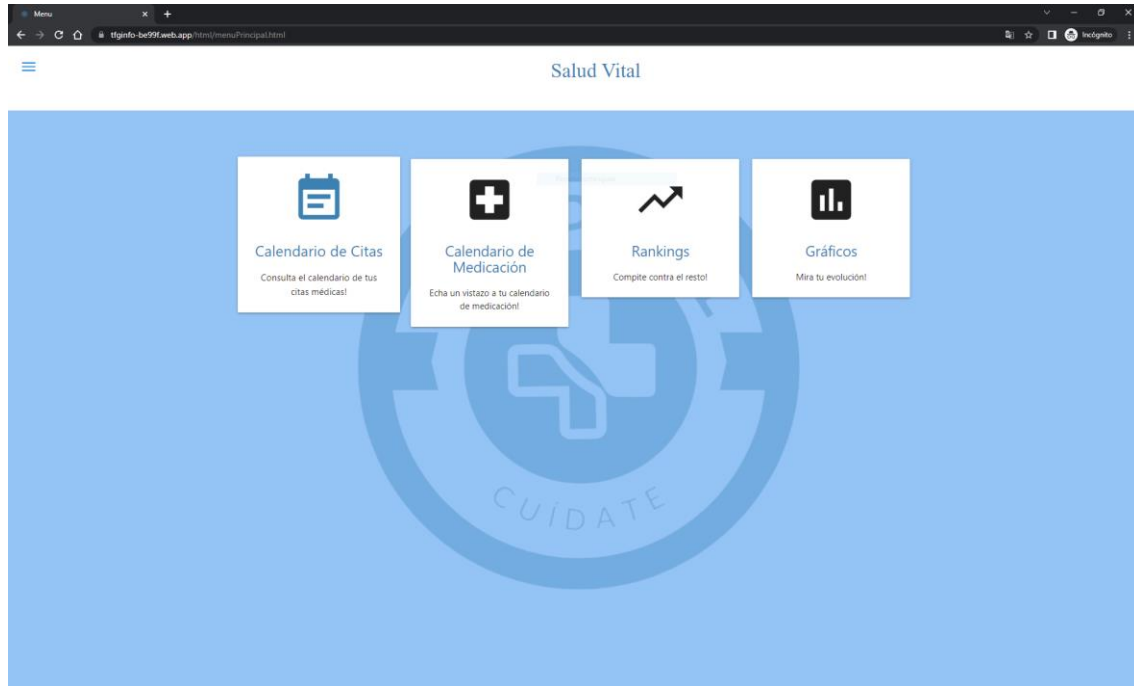 Menu
tfginfo-be99f.web.app/html/menuPrincipal.html
Incógnito
Salud Vital
Calendario de Citas
Consulta el calendario de tus
citas médicas!
Calendario de
Medicación
Echa un vistazo a tu calendario
de medicación!
Rankings
Compite contra el resto!
Gráficos
Mira tu evolución!
CUÍDATE